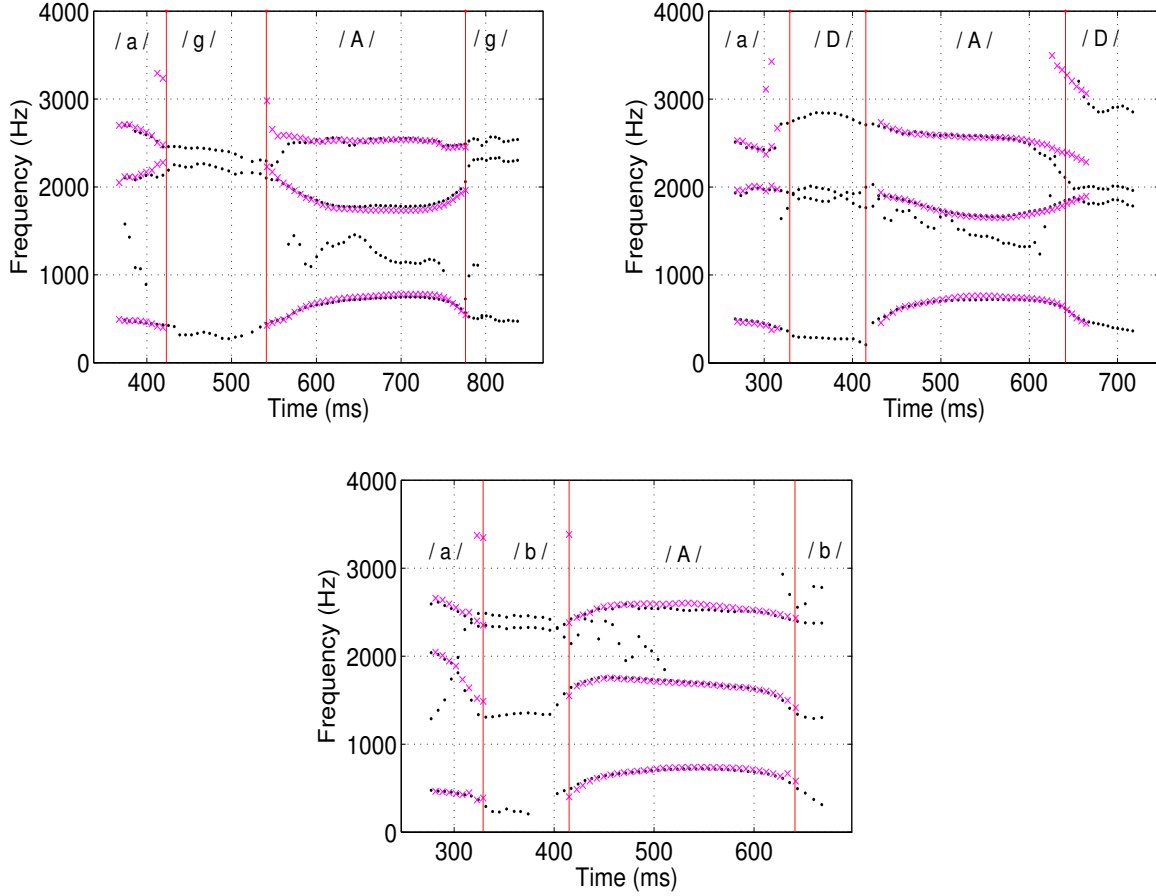 / a / / g / / A / / g /
4000
3000
2000
1000
0
400 500 600 700 800
Time (ms)
Frequency (Hz)
/ a / / D / / A / / D /
4000
3000
2000
1000
0
300 400 500 600 700
Time (ms)
Frequency (Hz)
4000
/ a / / b / / A / / b /
3000
2000
1000
0
300 400 500 600
Time (ms)
Frequency (Hz)